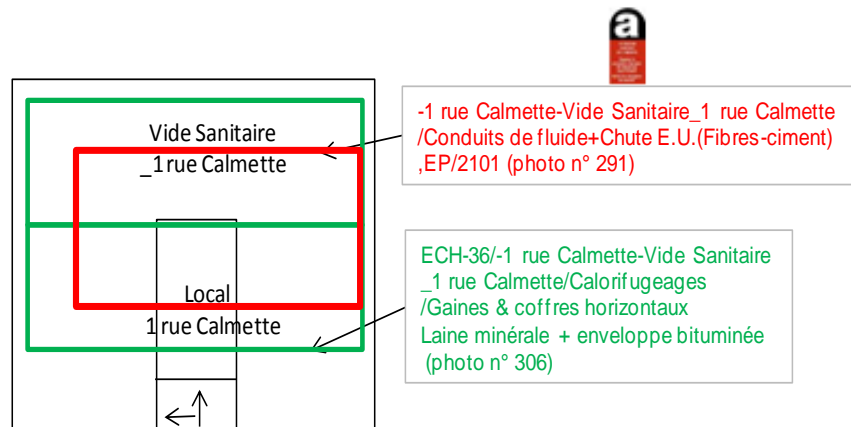 a
Vide Sanitaire
_1 rue Calmette
Local
1 rue Calmette
-1 rue Calmette-Vide Sanitaire_1 rue Calmette
/Conduits de fluide+Chute E.U.(Fibres-ciment)
,EP/2101 (photo n° 291)
ECH-36/-1 rue Calmette-Vide Sanitaire
_1 rue Calmette/Calorifugeages
/Gaines & coffres horizontaux
Laine minérale + enveloppe bituminée
(photo n° 306)